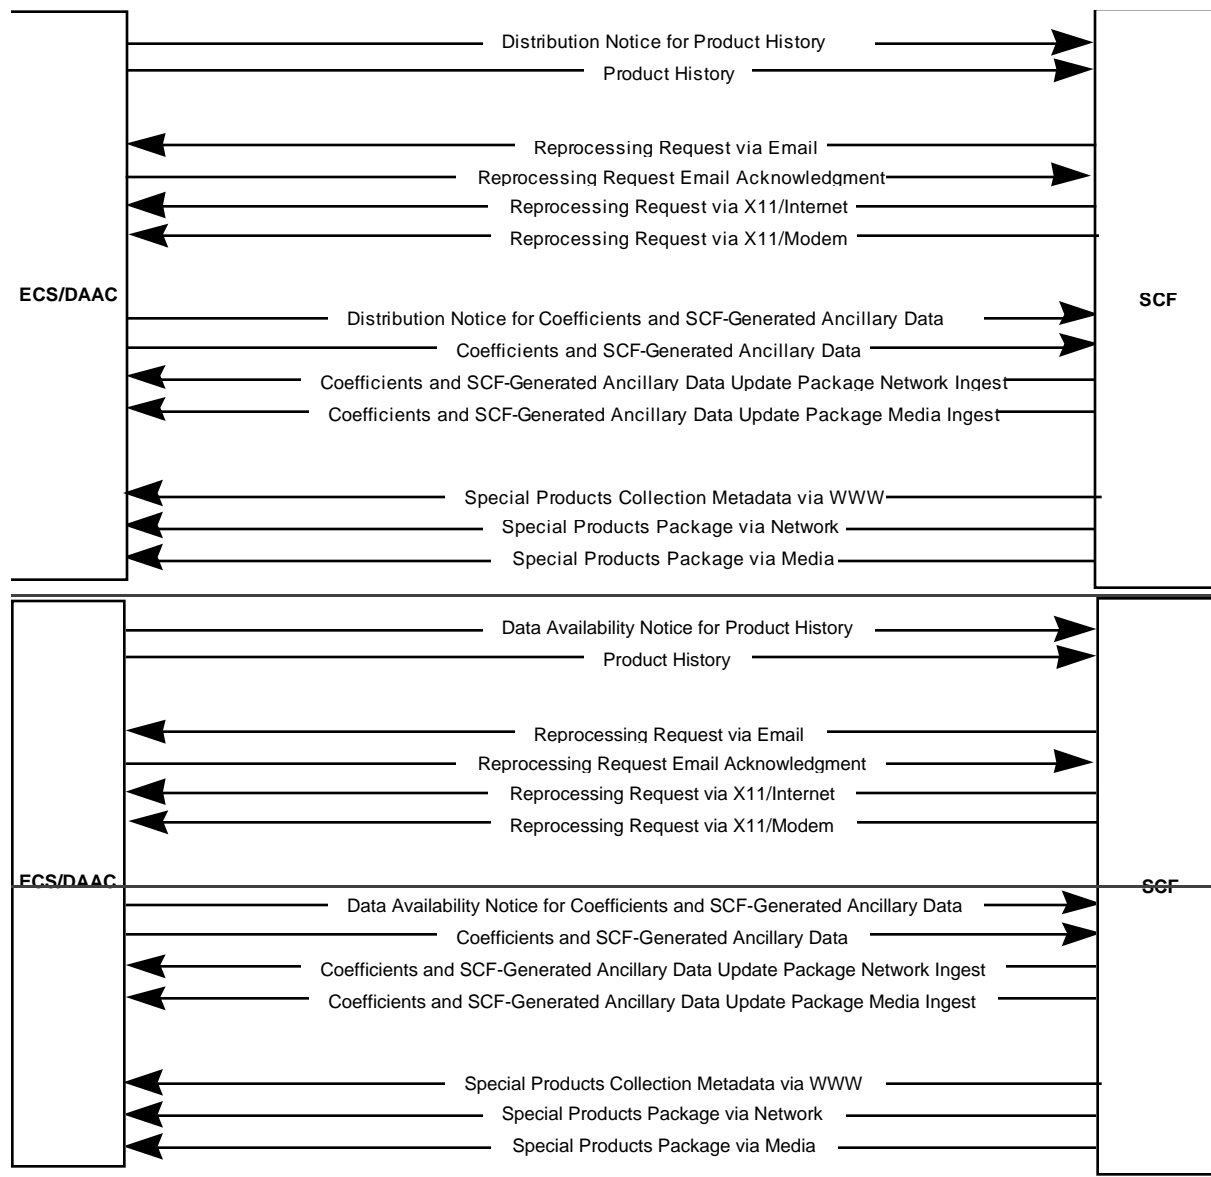 Distribution Notice for Product History
Product History
Reprocessing Request via Email
Reprocessing Request Email Acknowledgment
Reprocessing Request via X11/Internet
Reprocessing Request via X11/Modem
ECS/DAAC
SCF
Distribution Notice for Coefficients and SCF-Generated Ancillary Data
Coefficients and SCF-Generated Ancillary Data
Coefficients and SCF-Generated Ancillary Data Update Package Network Ingest
Coefficients and SCF-Generated Ancillary Data Update Package Media Ingest
Special Products Collection Metadata via WWW
Special Products Package via Network
Special Products Package via Media
Data Availability Notice for Product History
Product History
Reprocessing Request via Email
Reprocessing Request Email Acknowledgment
Reprocessing Request via X11/Internet
Reprocessing Request via X11/Modem
ECS/DAAC
SCF
Data Availability Notice for Coefficients and SCF-Generated Ancillary Data
Coefficients and SCF-Generated Ancillary Data
Coefficients and SCF-Generated Ancillary Data Update Package Network Ingest
Coefficients and SCF-Generated Ancillary Data Update Package Media Ingest
Special Products Collection Metadata via WWW
Special Products Package via Network
Special Products Package via Media